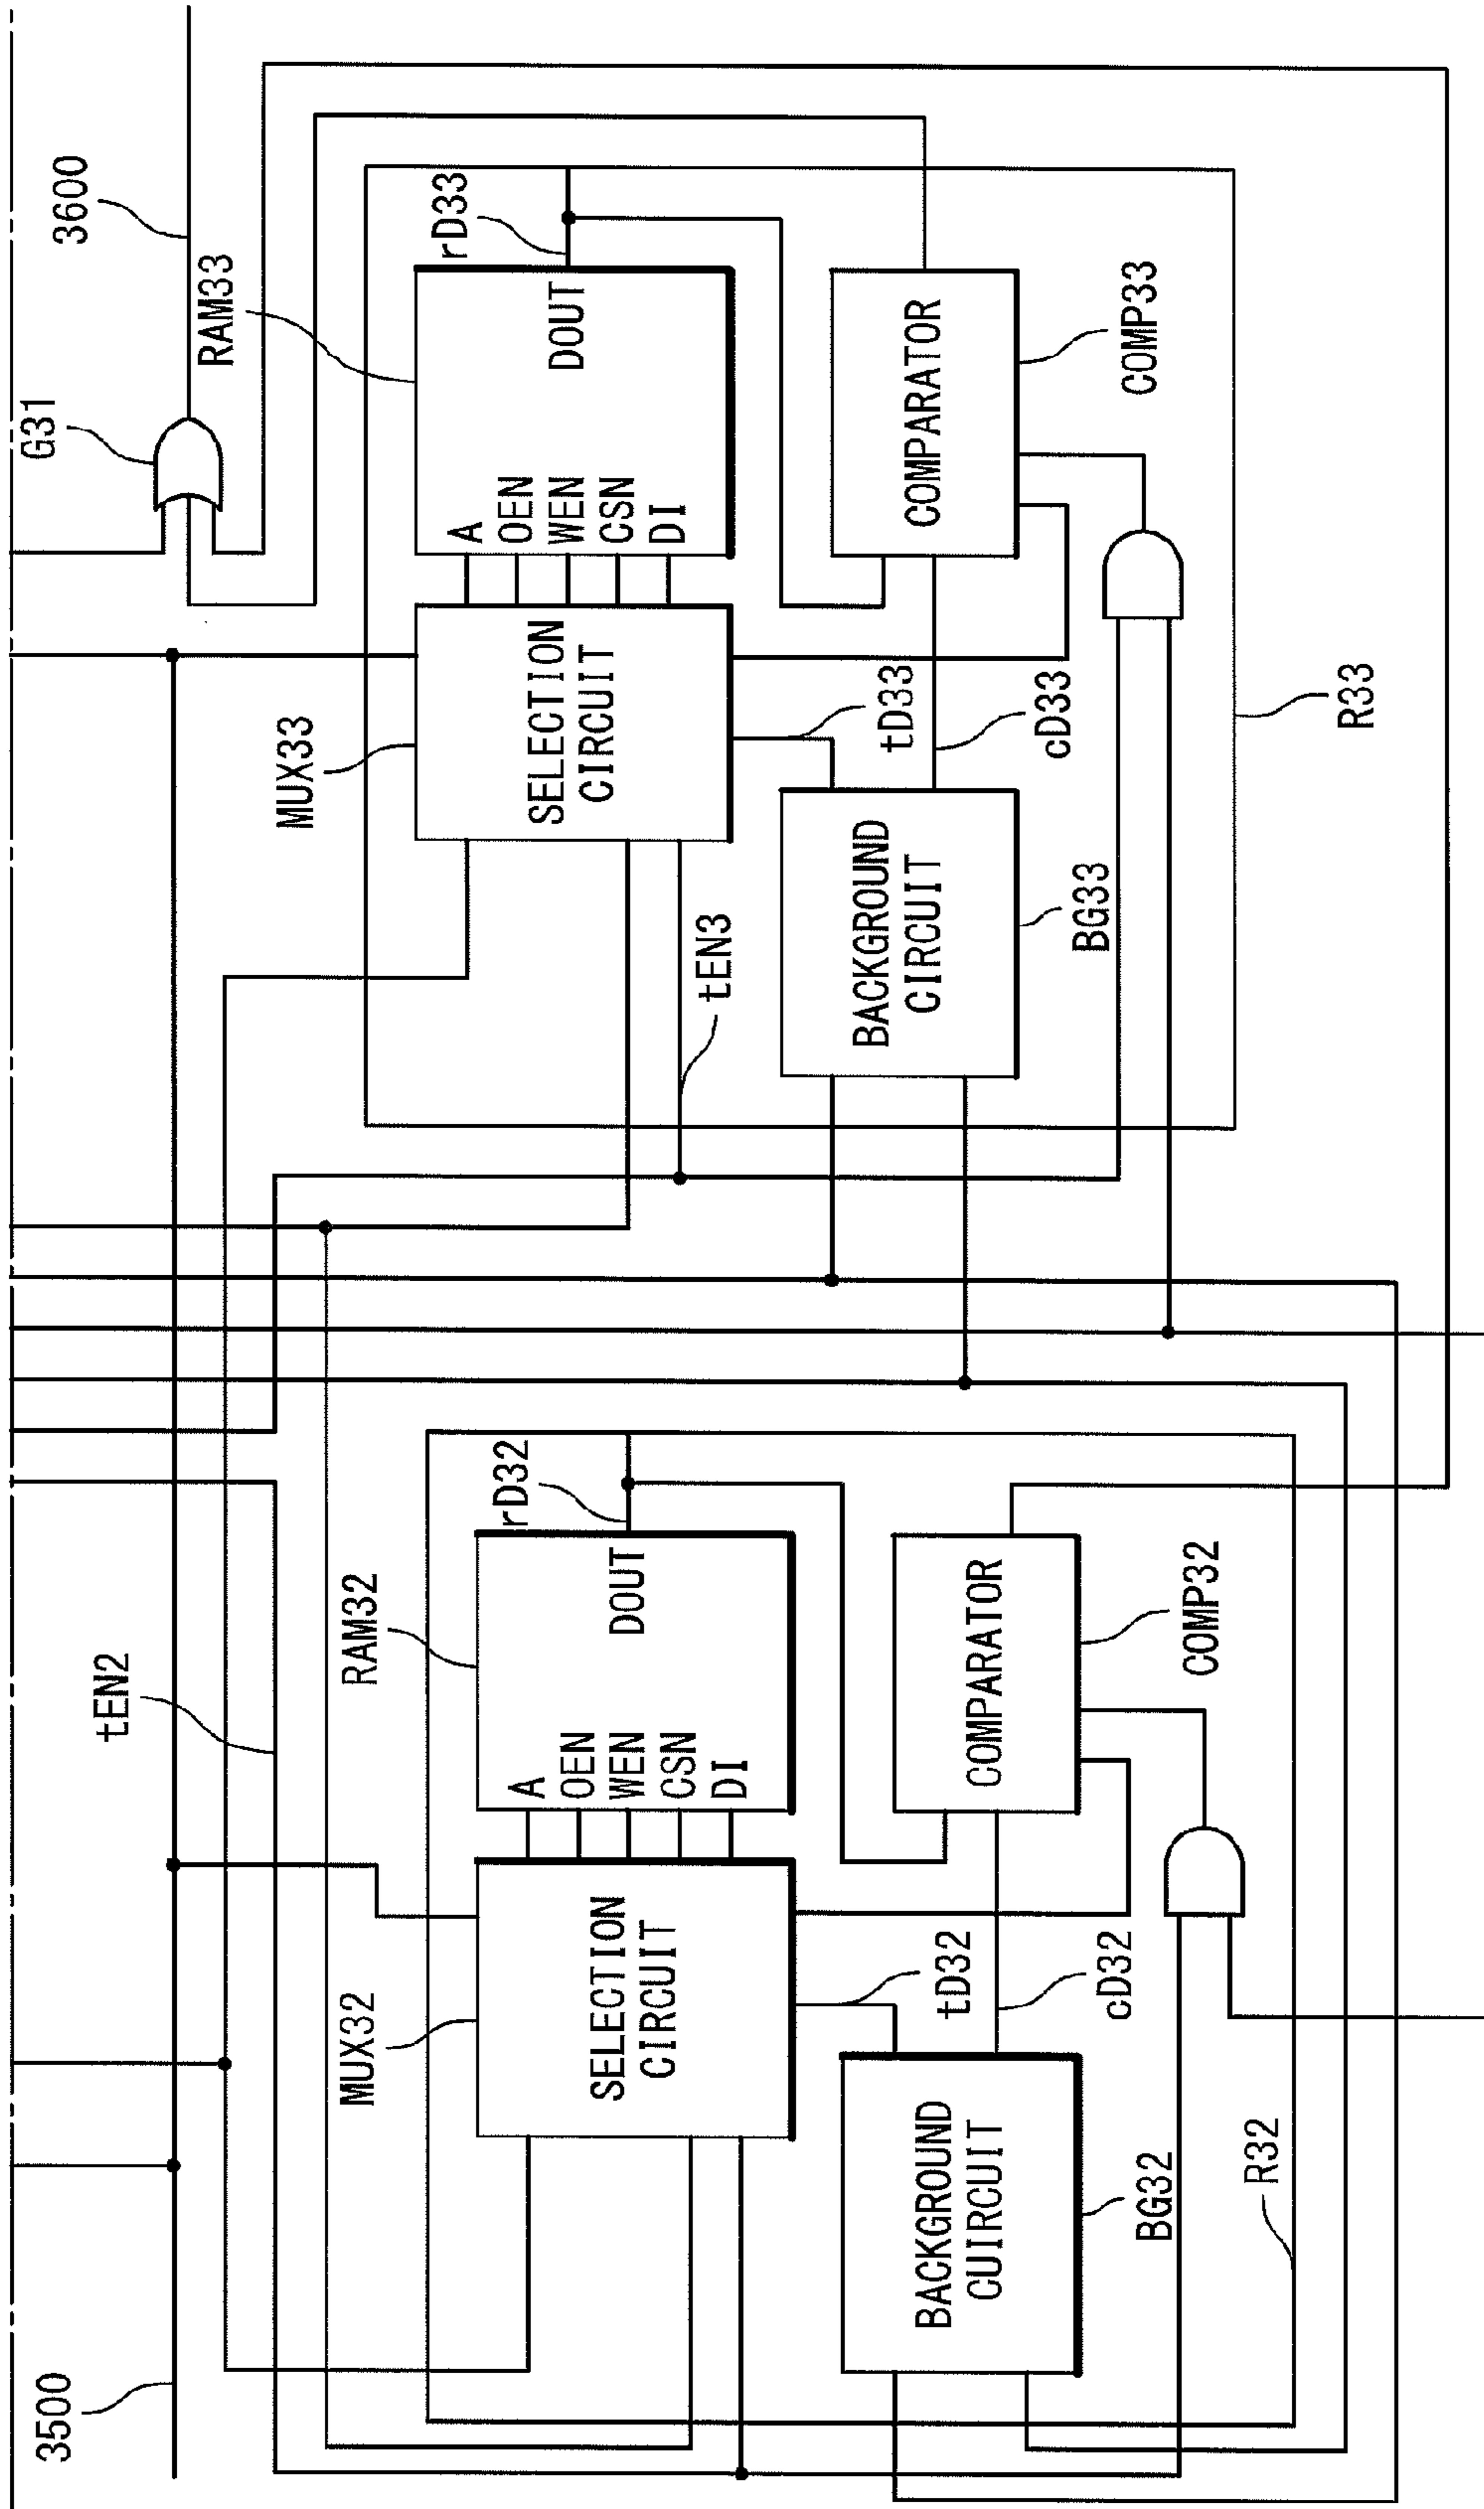 3500
tEN2
G31
3600
MUX32
RAM32
rD32
SELECTION
CIRCUIT
A
OEN
WEN
CSN
DI
DOUT
BACKGROUND
CUIRCUIT
tD32
cD32
COMPARATOR
BG32
COMP32
R32
MUX33
RAM33
rD33
SELECTION
CIRCUIT
A
OEN
WEN
CSN
DI
DOUT
tEN3
BACKGROUND
CIRCUIT
tD33
cD33
COMPARATOR
BG33
COMP33
R33